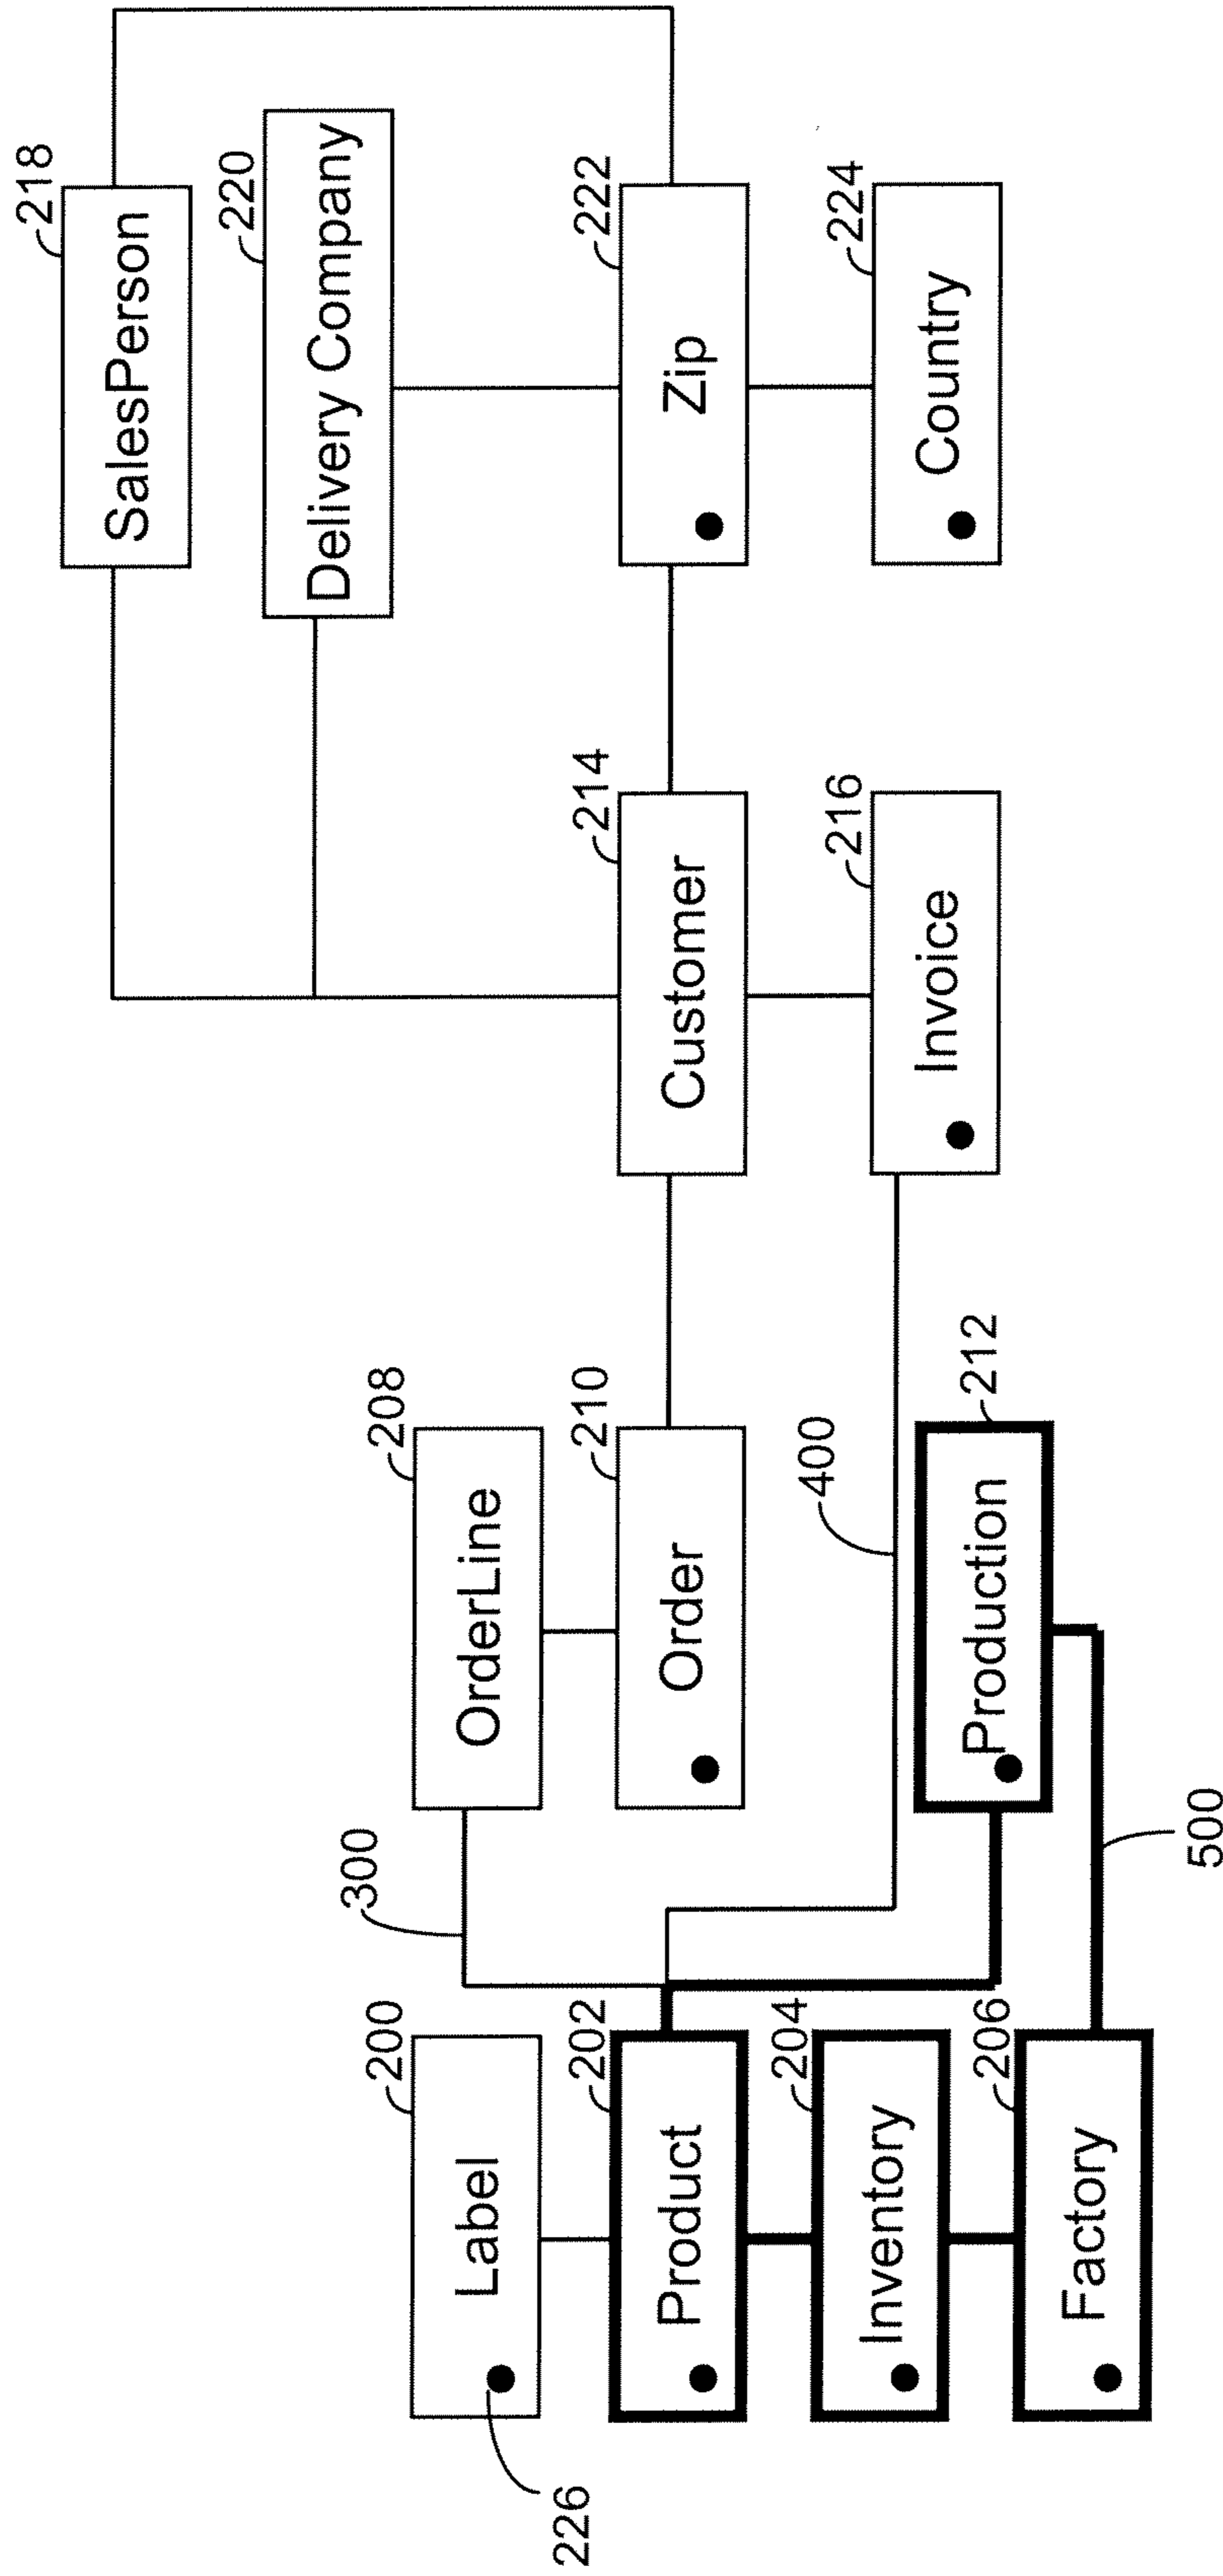 200
Label
226
202
Product
204
Inventory
206
Factory
300
208
OrderLine
210
Order
400
212
Production
500
214
Customer
216
Invoice
218
SalesPerson
220
Delivery Company
222
Zip
224
Country